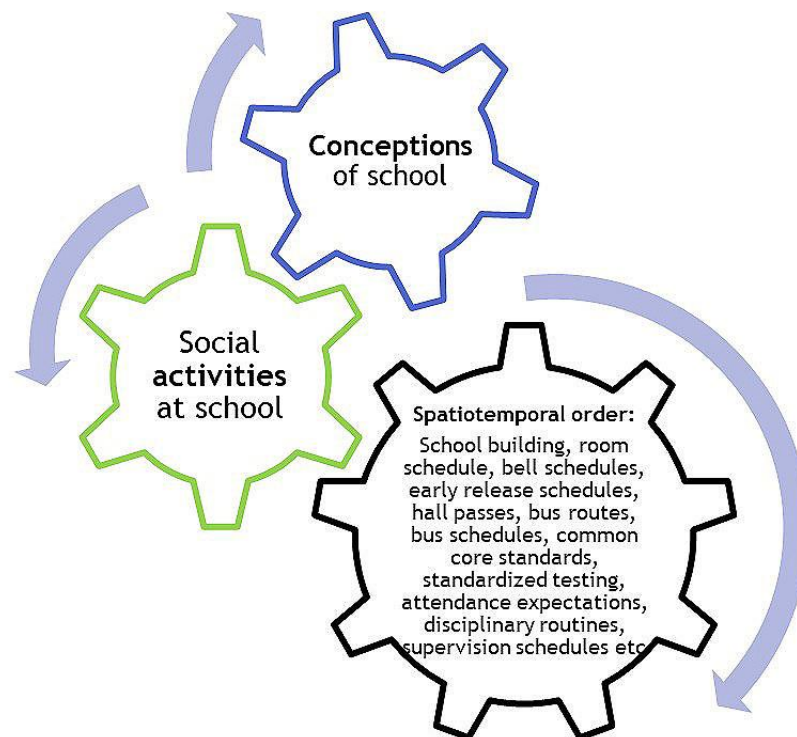 Conceptions
of school
Social
activities
at school
Spatiotemporal order:
School building, room
schedule, bell schedules,
early release schedules,
hall passes, bus routes,
bus schedules, common
core standards,
standardized testing,
attendance expectations,
disciplinary routines,
supervision schedules etc